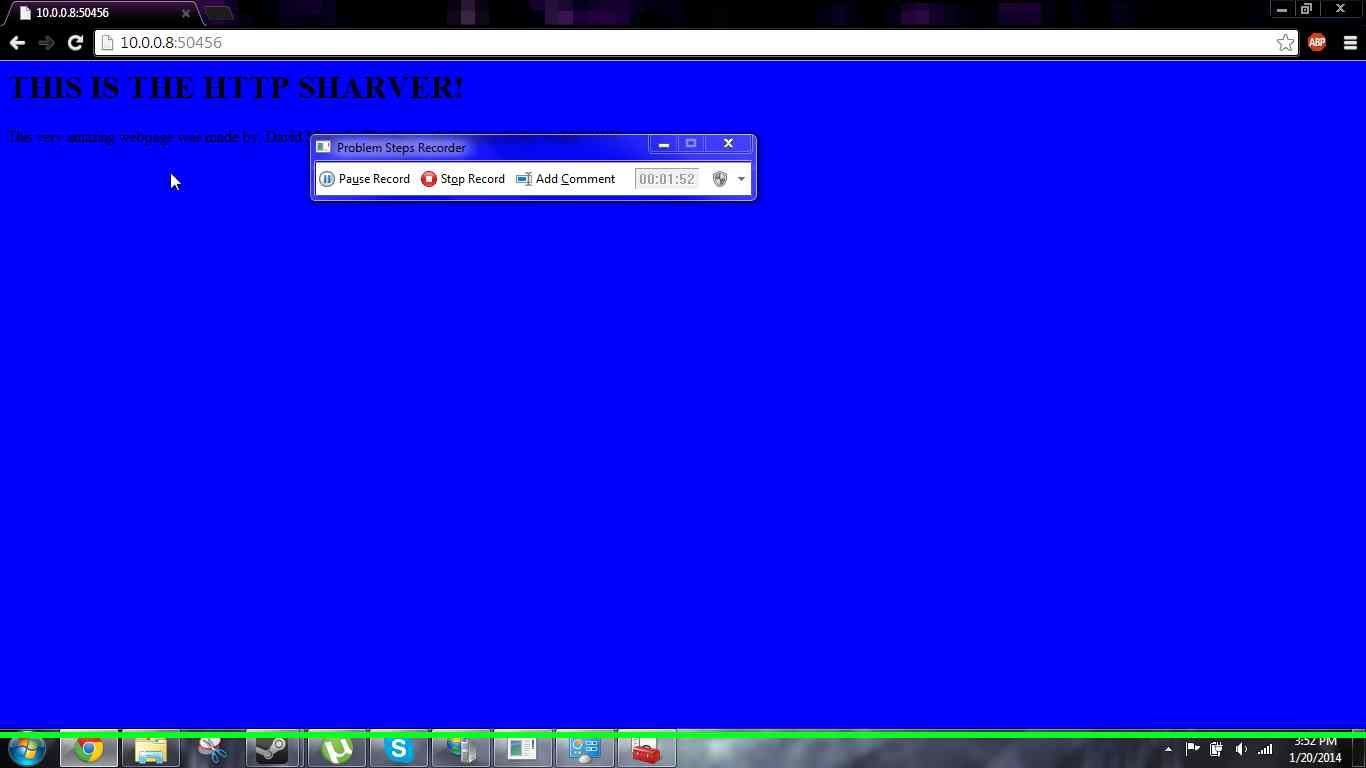 10.0.0.8:50456
10.0.0.8:50456
ABP
THIS IS THE HTTP SHARVER!
This very amazing webpage was made by: David
Problem Steps Recorder
Pause Record Stop Record Add Comment 00:01:52
3:52 PM
1/20/2014